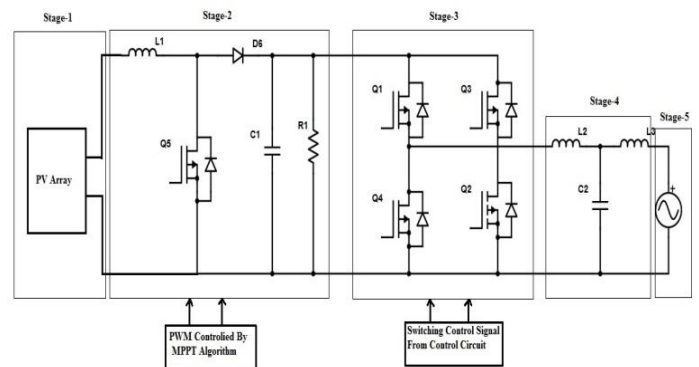 Stage-1
Stage-2
Stage-3
Stage-4
Stage-5
L1
D6
Q5
C1
R1
Q1
Q3
Q4
Q2
L2
L3
C2
PV Array
+
PWM Controlied By
MPPT Algorithm
Switching Control Signal
From Control Circuit